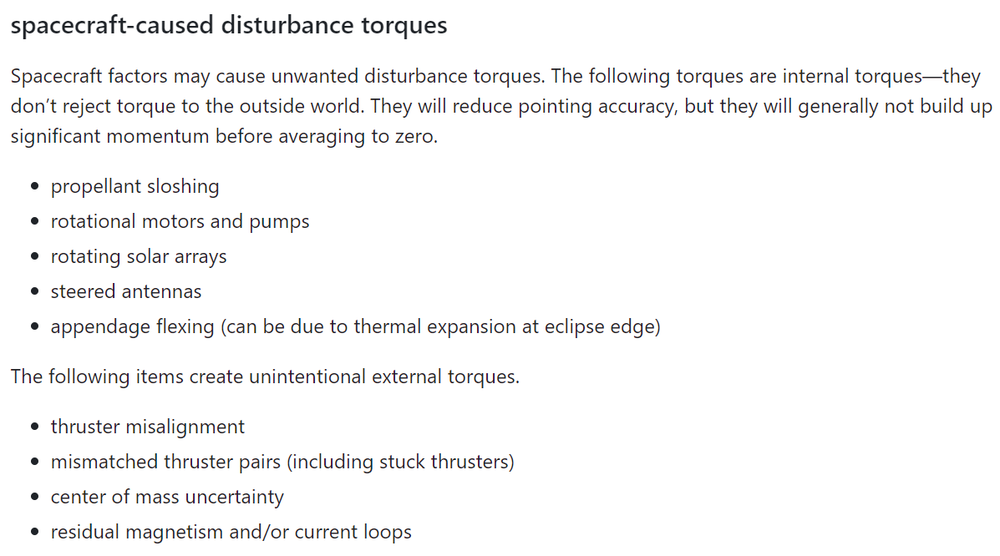 spacecraft-caused disturbance torques
Spacecraft factors may cause unwanted disturbance torques. The following torques are internal torques—they
don’t reject torque to the outside world. They will reduce pointing accuracy, but they will generally not build up
significant momentum before averaging to zero.
• propellant sloshing
• rotational motors and pumps
• rotating solar arrays
• steered antennas
• appendage flexing (can be due to thermal expansion at eclipse edge)
The following items create unintentional external torques.
• thruster misalignment
• mismatched thruster pairs (including stuck thrusters)
• center of mass uncertainty
• residual magnetism and/or current loops